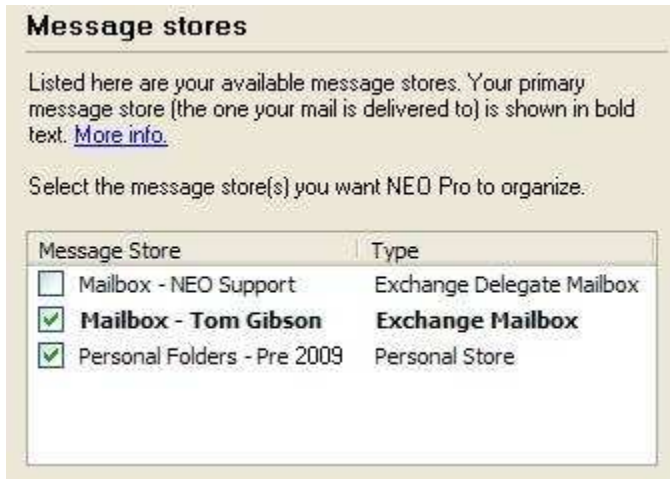 Message stores
Listed here are your available message stores. Your primary
message store (the one your mail is delivered to) is shown in bold
text. More info.
Select the message store(s) you want NEO Pro to organize.
Message Store Type
Mailbox - NEO Support Exchange Delegate Mailbox
Mailbox - Tom Gibson Exchange Mailbox
Personal Folders - Pre 2009 Personal Store